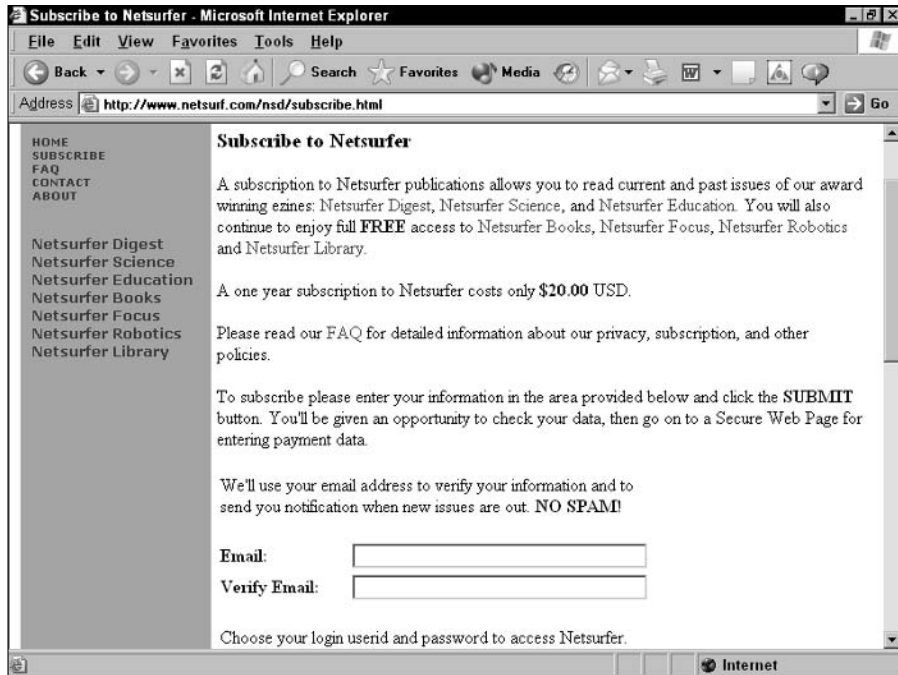 Subscribe to Netsurfer - Microsoft Internet Explorer
File Edit View Favorites Tools Help
Back Search Favorites Media
Address http://www.netsurf.com/nsd/subscribe.html Go
HOME
SUBSCRIBE
FAQ
CONTACT
ABOUT
Netsurfer Digest
Netsurfer Science
Netsurfer Education
Netsurfer Books
Netsurfer Focus
Netsurfer Robotics
Netsurfer Library
Subscribe to Netsurfer
A subscription to Netsurfer publications allows you to read current and past issues of our award
winning ezines: Netsurfer Digest, Netsurfer Science, and Netsurfer Education. You will also
continue to enjoy full FREE access to Netsurfer Books, Netsurfer Focus, Netsurfer Robotics
and Netsurfer Library.
A one year subscription to Netsurfer costs only $20.00 USD.
Please read our FAQ for detailed information about our privacy, subscription, and other
policies.
To subscribe please enter your information in the area provided below and click the SUBMIT
button. You'll be given an opportunity to check your data, then go on to a Secure Web Page for
entering payment data.
We'll use your email address to verify your information and to
send you notification when new issues are out. NO SPAM!
Email:
Verify Email:
Choose your login userid and password to access Netsurfer.
Internet